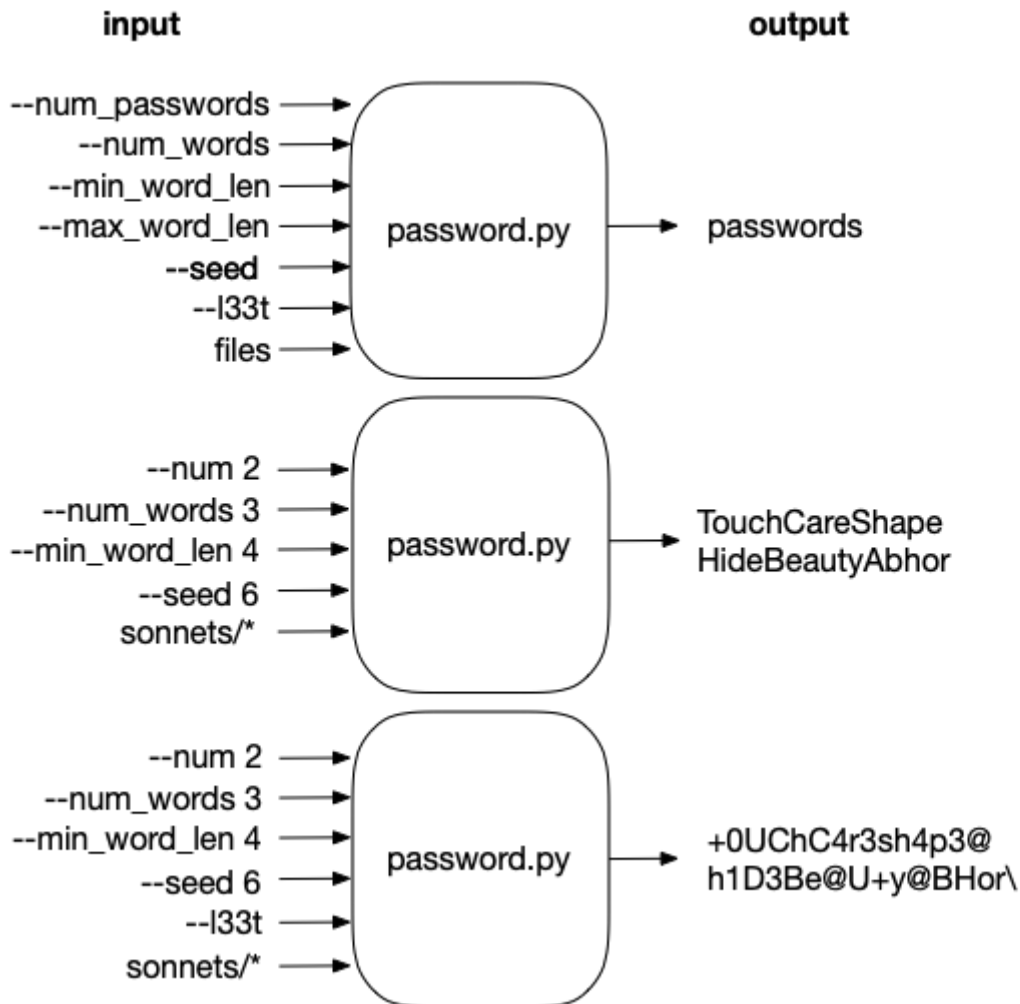 input
output
--num_passwords
--num_words
--min_word_len
--max_word_len
--seed
--l33t
files
password.py
passwords
--num 2
--num_words 3
--min_word_len 4
--seed 6
sonnets/*
password.py
TouchCareShape
HideBeautyAbhor
--num 2
--num_words 3
--min_word_len 4
--seed 6
--l33t
sonnets/*
password.py
+0UChC4r3sh4p3@
h1D3Be@U+y@BHor\